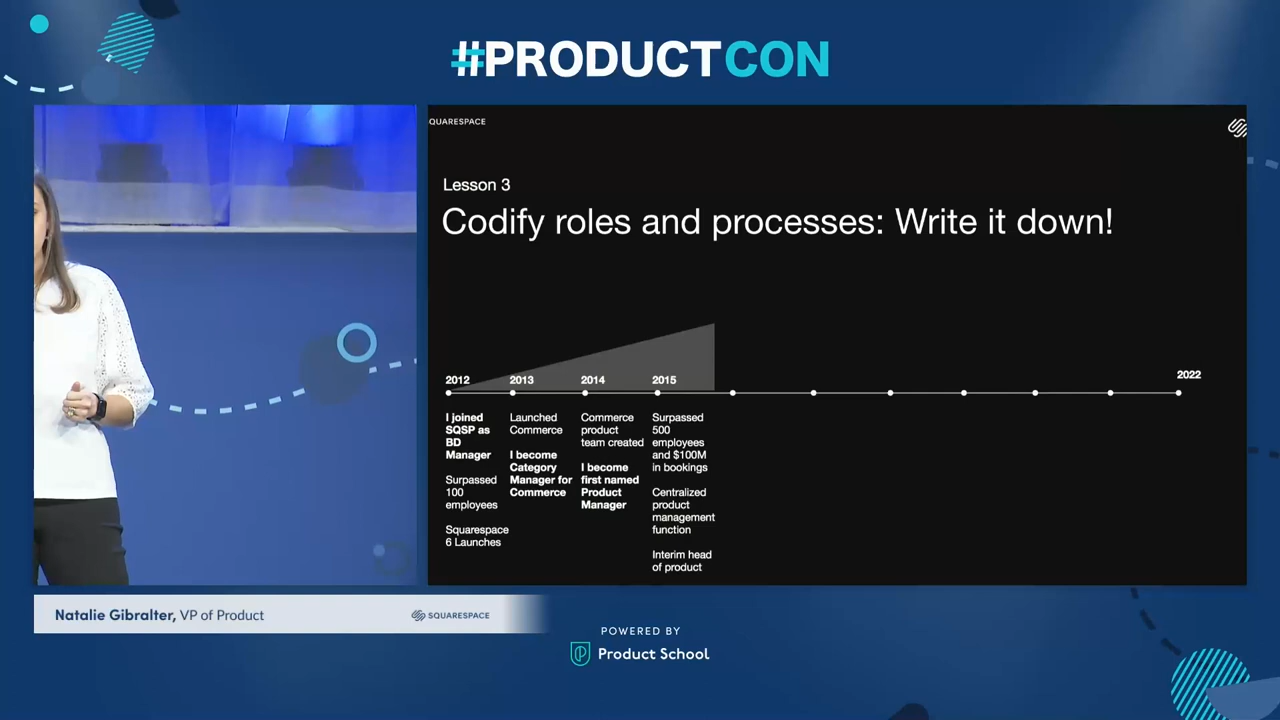 #PRODUCTCON
QUARESPACE
Lesson 3
Codify roles and processes: Write it down!
2012
2013
2014
2015
2022
I joined
SQSP as
BD
Manager
Surpassed
100
employees
Squarespace
6 Launches
Launched
Commerce
I become
Category
Manager for
Commerce
Commerce
product
team created
I become
first named
Product
Manager
Surpassed
500
employees
and $100M
in bookings
Centralized
product
management
function
Interim head
of product
Natalie Gibralter, VP of Product
SQUARESPACE
POWERED BY
Product School